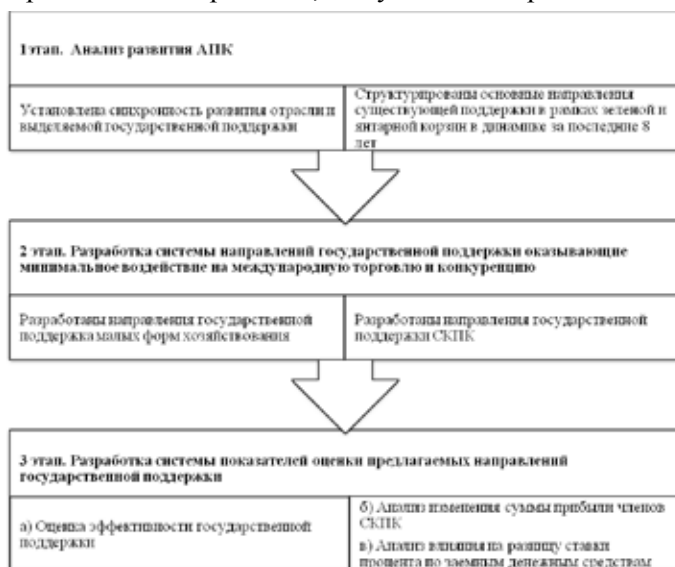 1этап. Анализ развития АПК
Установлена синхронность развития отрасли и
выделяемой государственной поддержки
Структурированы основные направления
существующей поддержки в рамках зеленой и
янтарной корзин в динамике за последние 8
лет
2 этап. Разработка системы направлений государственной поддержки оказывающие
минимальное воздействие на международную торговлю и конкуренцию
Разработаны направления государственной
поддержка малых форм хозяйствования
Разработаны направления государственной
поддержки СКПК
3 этап. Разработка системы показателей оценки предлагаемых направлений
государственной поддержки
а) Оценка эффективности государственной
поддержки
б) Анализ изменения суммы прибыли членов
СКПК
в) Анализ влияния на разницу ставки
процента по заемным денежным средствам